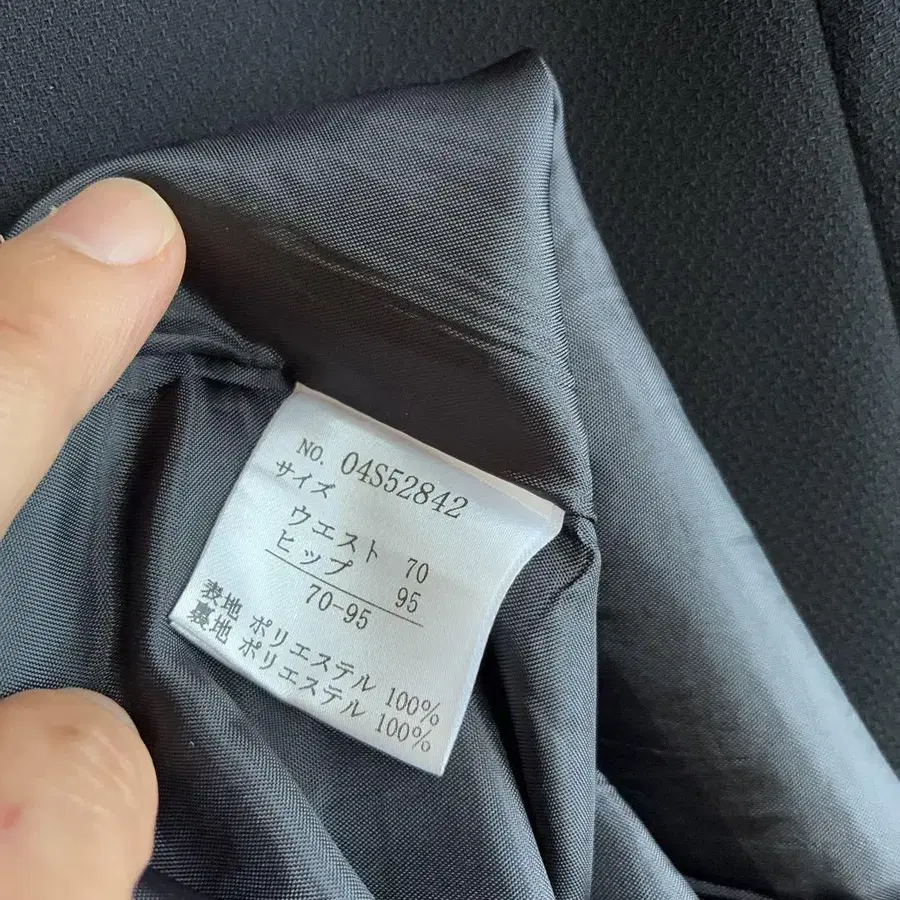 NO. 04S52842
サイズ
ウエスト 70
ヒップ 95
70-95
表地 ポリエステル 100%
裏地 ポリエステル 100%